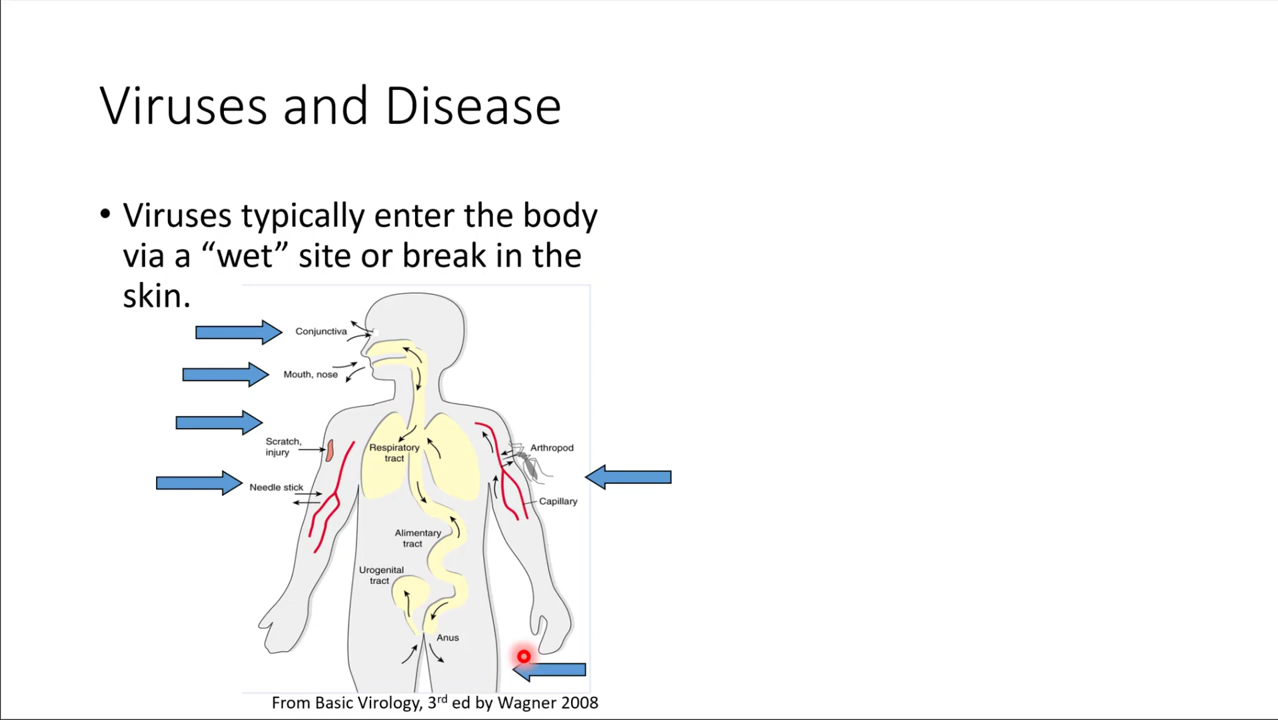 Viruses and Disease
• Viruses typically enter the body
via a “wet” site or break in the
skin.
Conjunctiva
Mouth, nose
Scratch,
injury
Respiratory
tract
Arthropod
Needle stick
Capillary
Alimentary
tract
Urogenital
tract
Anus
From Basic Virology, 3rd ed by Wagner 2008